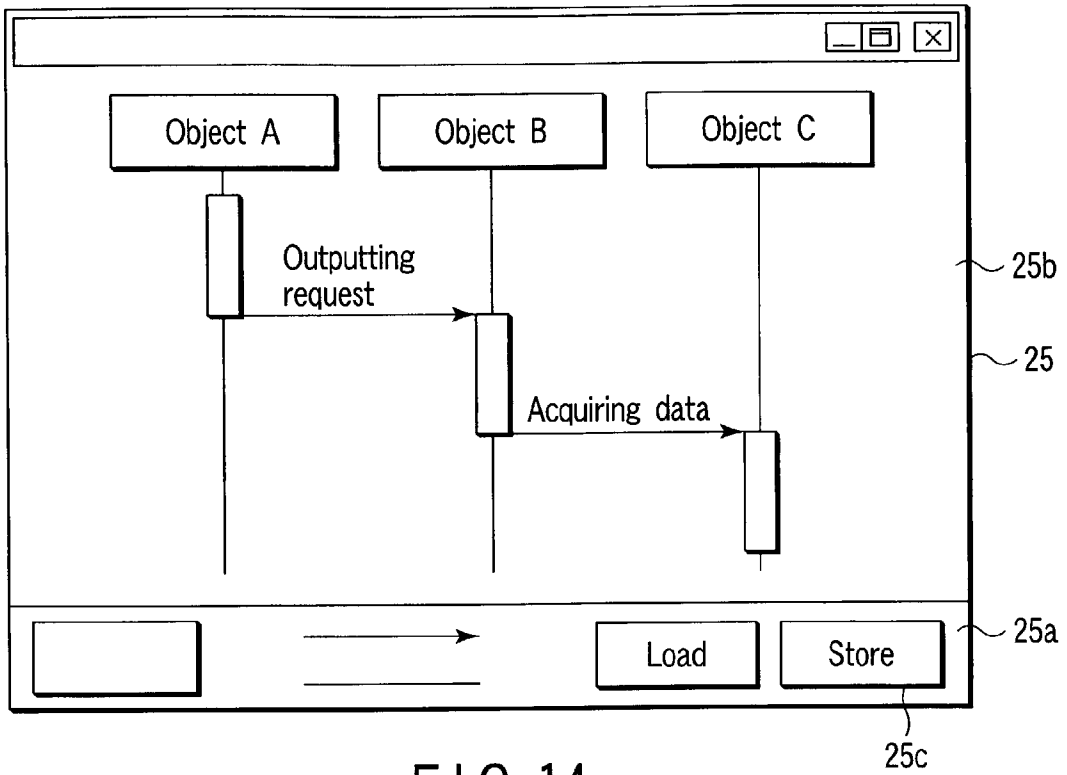 Object A
Object B
Object C
Outputting
request
25b
25
Acquiring data
25a
Load
Store
25c
FIG. 14